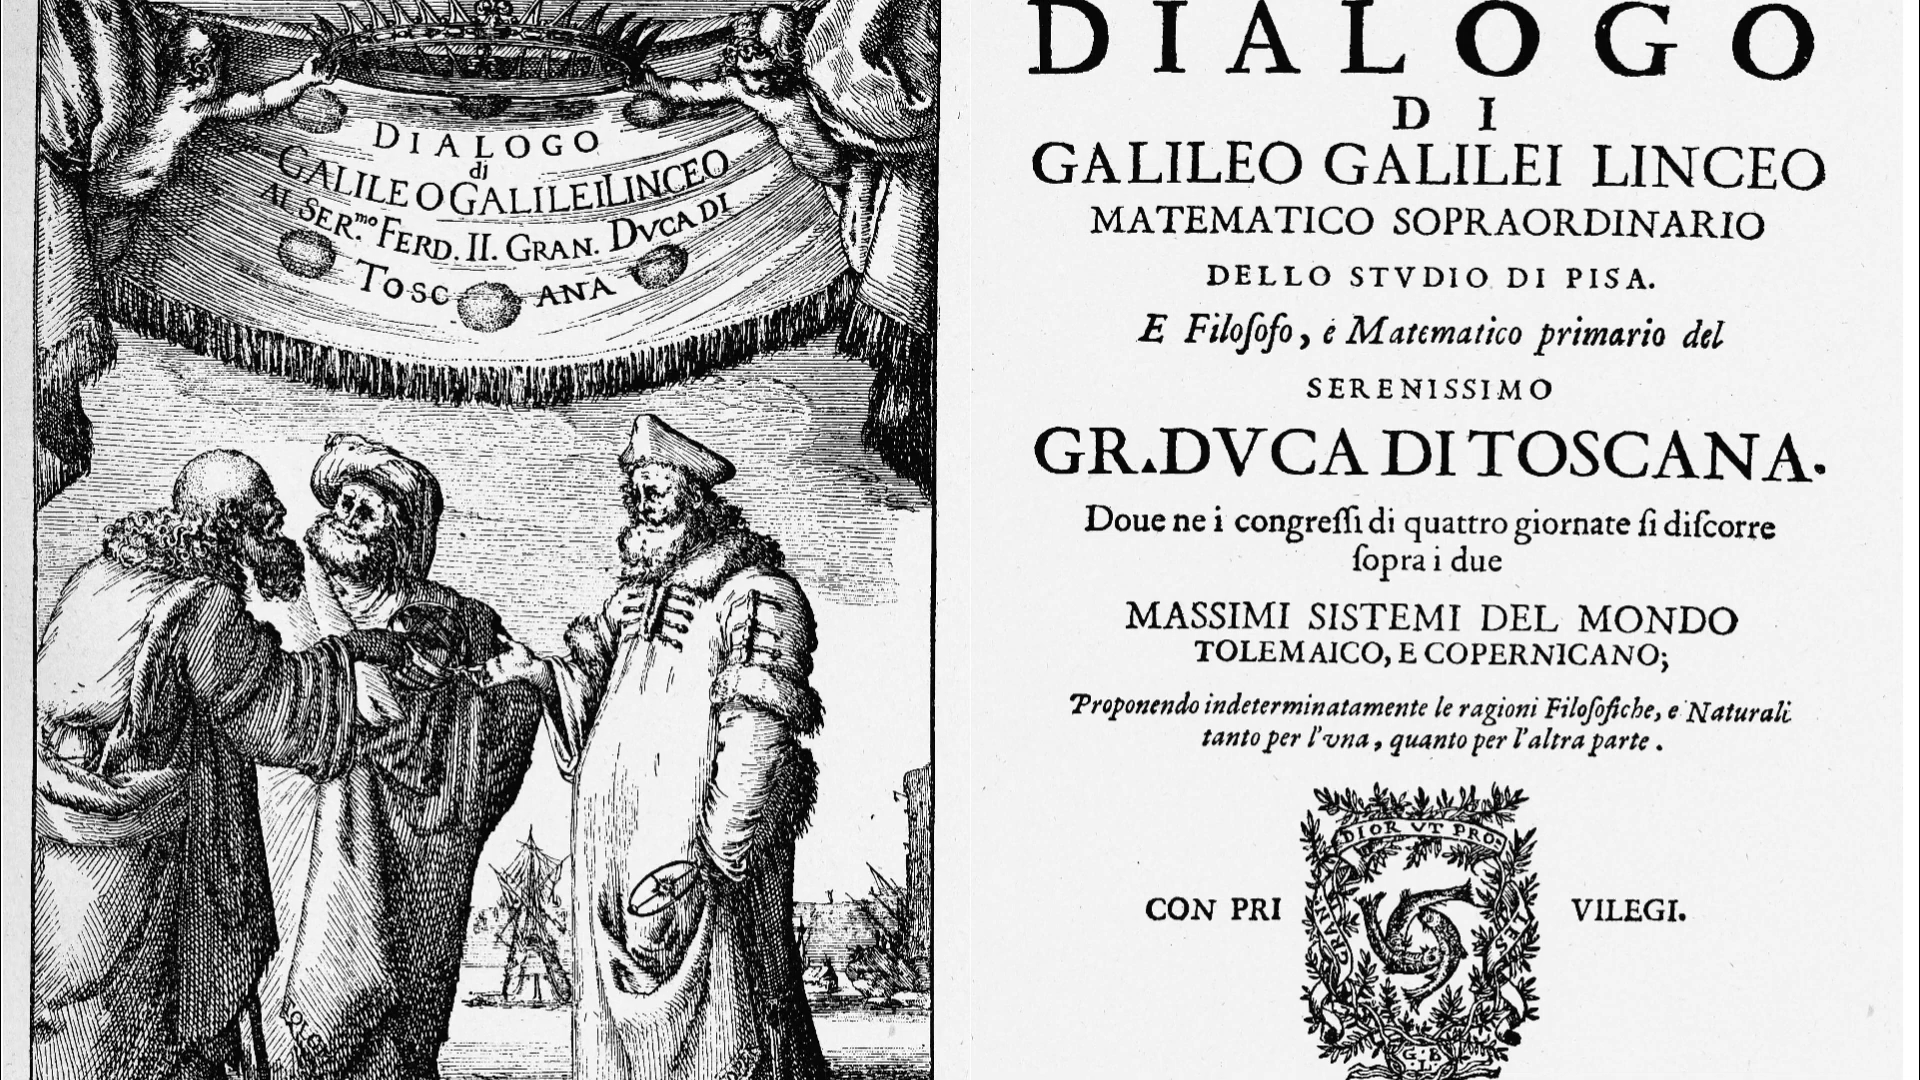 DIALOGO
di
GALILEO GALILEI LINCEO
AL SER.mo FERD. II. GRAN. DVCA DI
TOSCANA
DIALOGO
DI
GALILEO GALILEI LINCEO
MATEMATICO SOPRAORDINARIO
DELLO STVDIO DI PISA.
E Filoſofo, e Matematico primario del
SERENISSIMO
GR.DVCA DI TOSCANA.
Doue ne i congreſſi di quattro giornate ſi diſcorre
ſopra i due
MASSIMI SISTEMI DEL MONDO
TOLEMAICO, E COPERNICANO;
Proponendo indeterminatamente le ragioni Filoſofiche, e Naturali
tanto per l'vna, quanto per l'altra parte.
DIOR VT PRO
GRAN
CON PRI VILEGI.
G. B.
L.